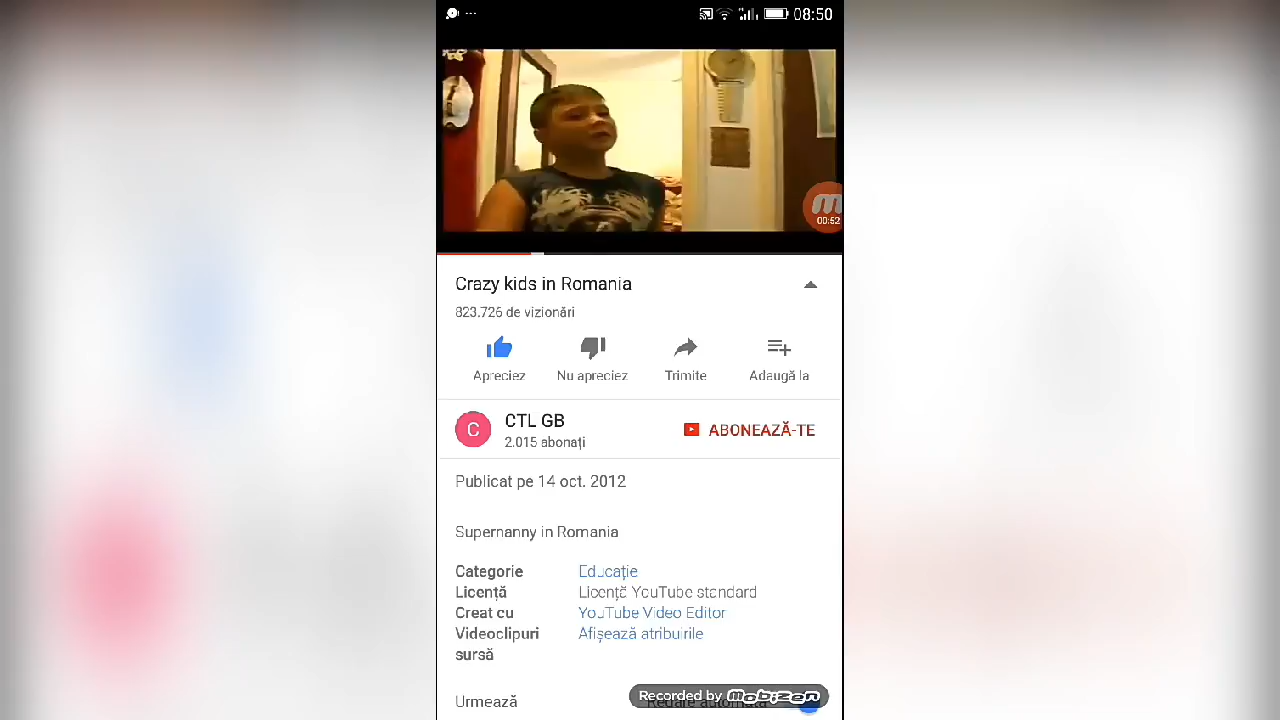 08:50
00:52
Crazy kids in Romania
823.726 de vizionări
Apreciez Nu apreciez Trimite Adaugă la
C CTL GB ABONEAZĂ-TE
2.015 abonați
Publicat pe 14 oct. 2012
Supernanny in Romania
Categorie Educație
Licență Licență YouTube standard
Creat cu YouTube Video Editor
Videoclipuri Afișează atribuirile
sursă
Urmează Redare automată
Recorded by Mobizen